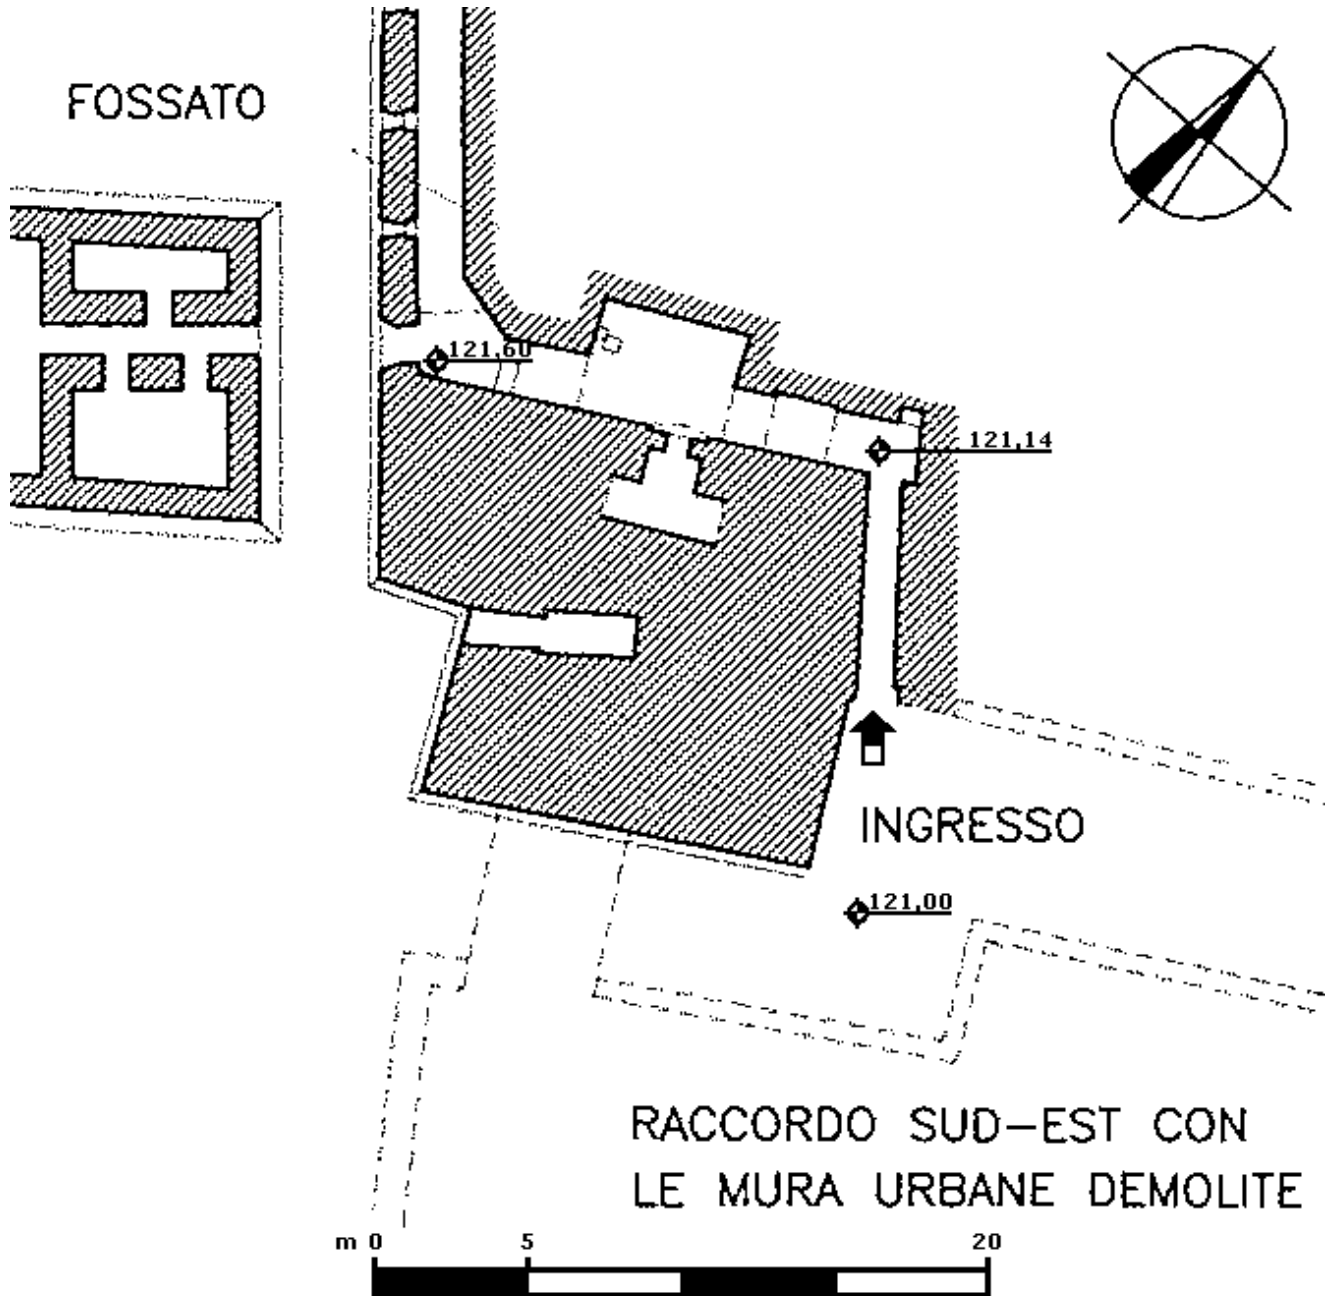 FOSSATO
121,60
121,14
INGRESSO
121,00
RACCORDO SUD-EST CON
LE MURA URBANE DEMOLITE
m 0 5 20